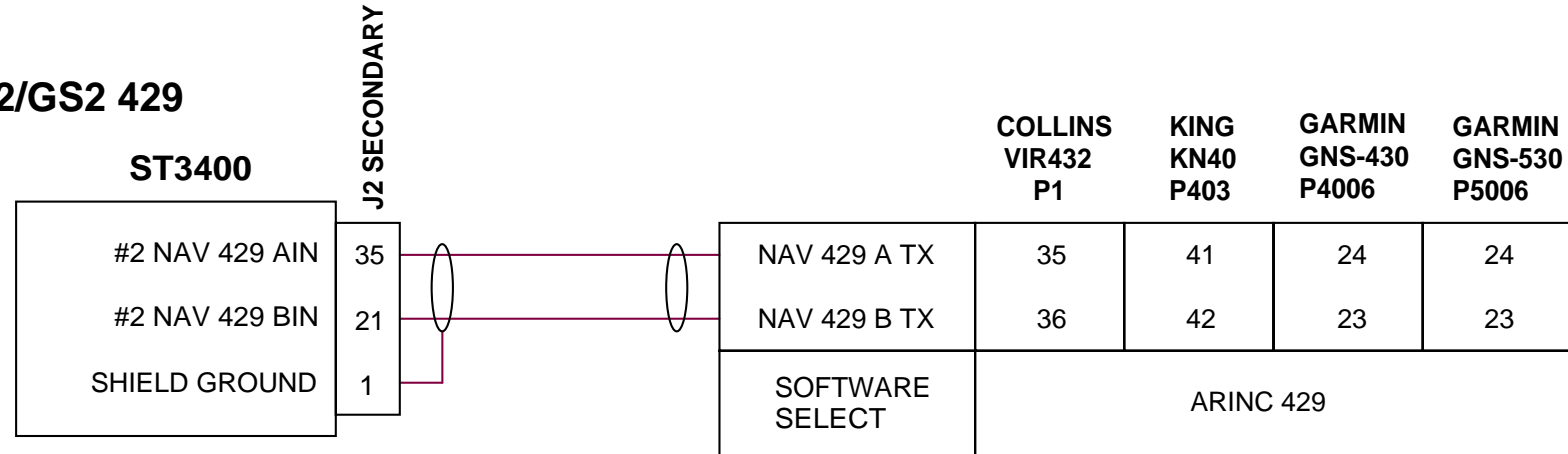 2/GS2 429
ST3400
J2 SECONDARY
COLLINS VIR432 P1
KING KN40 P403
GARMIN GNS-430 P4006
GARMIN GNS-530 P5006
#2 NAV 429 AIN 35 NAV 429 A TX 35 41 24 24
#2 NAV 429 BIN 21 NAV 429 B TX 36 42 23 23
SHIELD GROUND 1 SOFTWARE SELECT ARINC 429